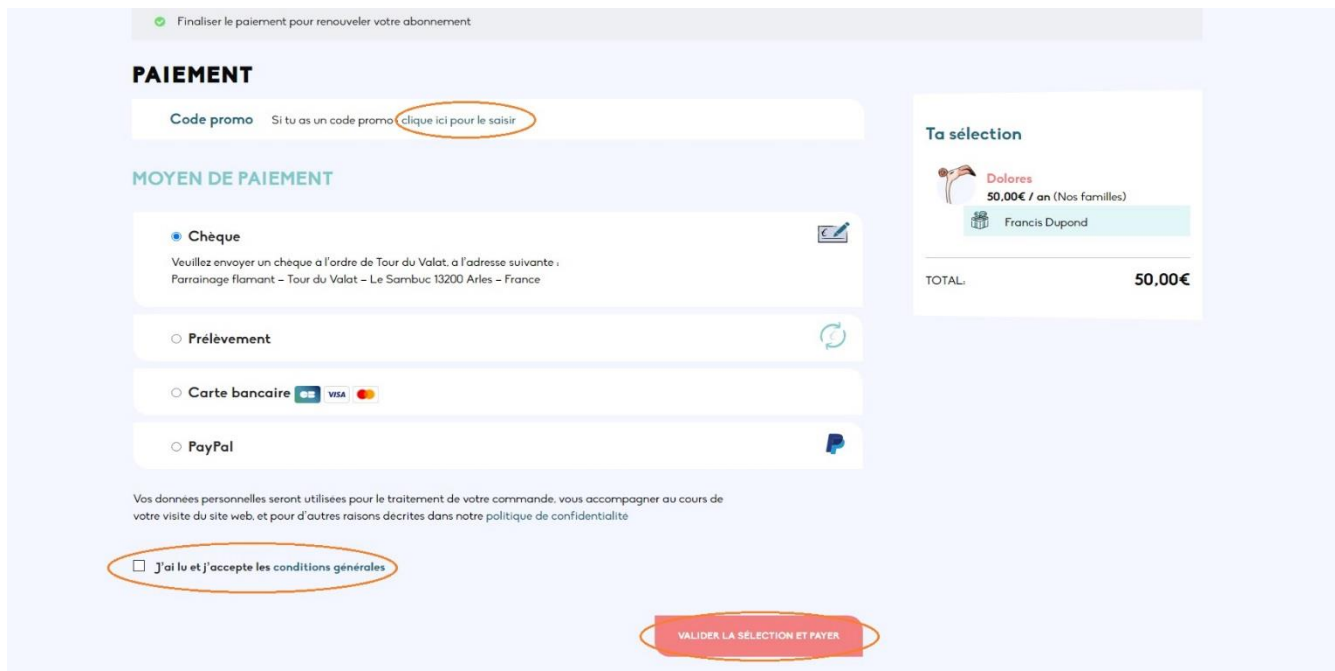 Finaliser le paiement pour renouveler votre abonnement
PAIEMENT
Code promo Si tu as un code promo, clique ici pour le saisir
MOYEN DE PAIEMENT
Chèque
Veuillez envoyer un chèque à l'ordre de Tour du Valat, à l'adresse suivante :
Parrainage flamant – Tour du Valat – Le Sambuc 13200 Arles – France
Prélèvement
Carte bancaire CB VISA
PayPal
Vos données personnelles seront utilisées pour le traitement de votre commande, vous accompagner au cours de
votre visite du site web, et pour d'autres raisons décrites dans notre politique de confidentialité
J'ai lu et j'accepte les conditions générales
VALIDER LA SÉLECTION ET PAYER
Ta sélection
Dolores
50,00€ / an (Nos familles)
Francis Dupond
TOTAL: 50,00€